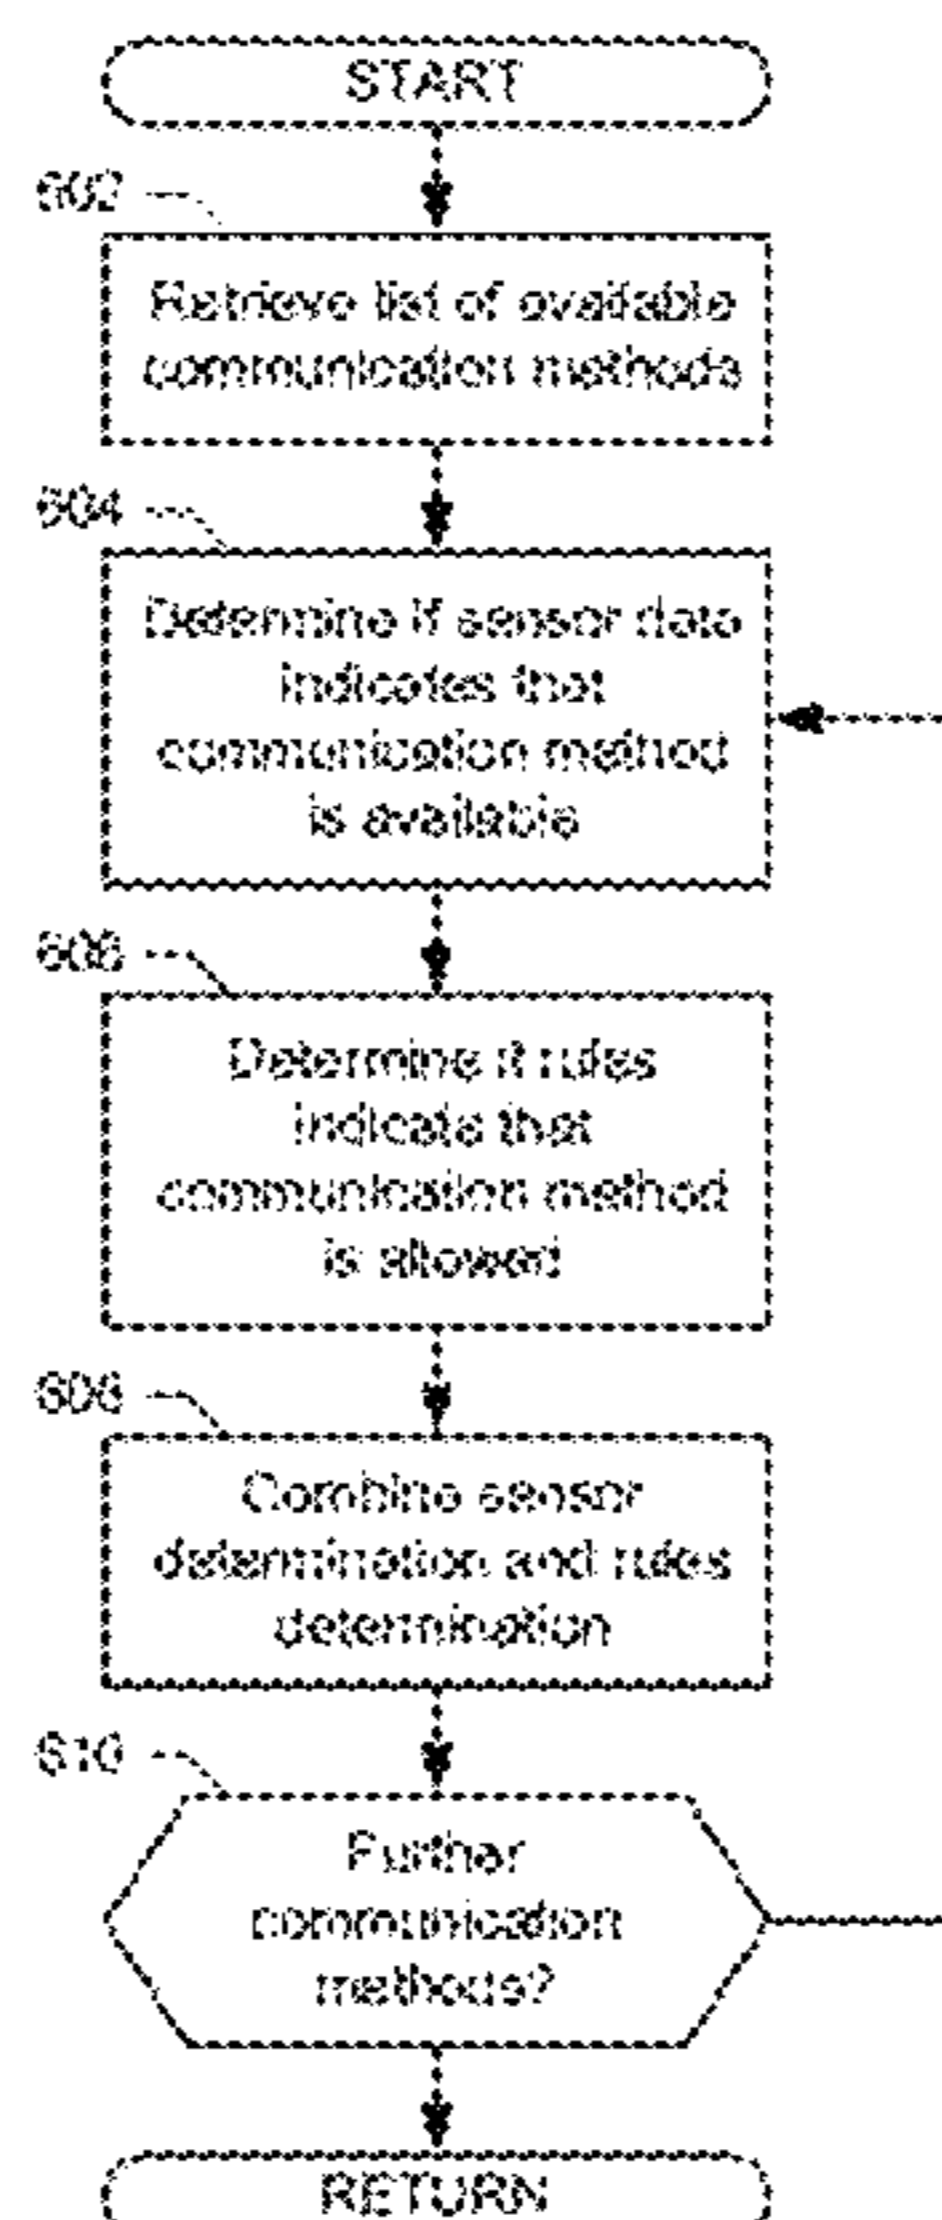 START
602
Retrieve list of available
communication methods
604
Determine if sensor data
indicates that
communication method
is available
608
Determine if rules
indicate that
communication method
is allowed
606
Combine sensor
determination and rules
determination
610
Further
communication
methods?
RETURN